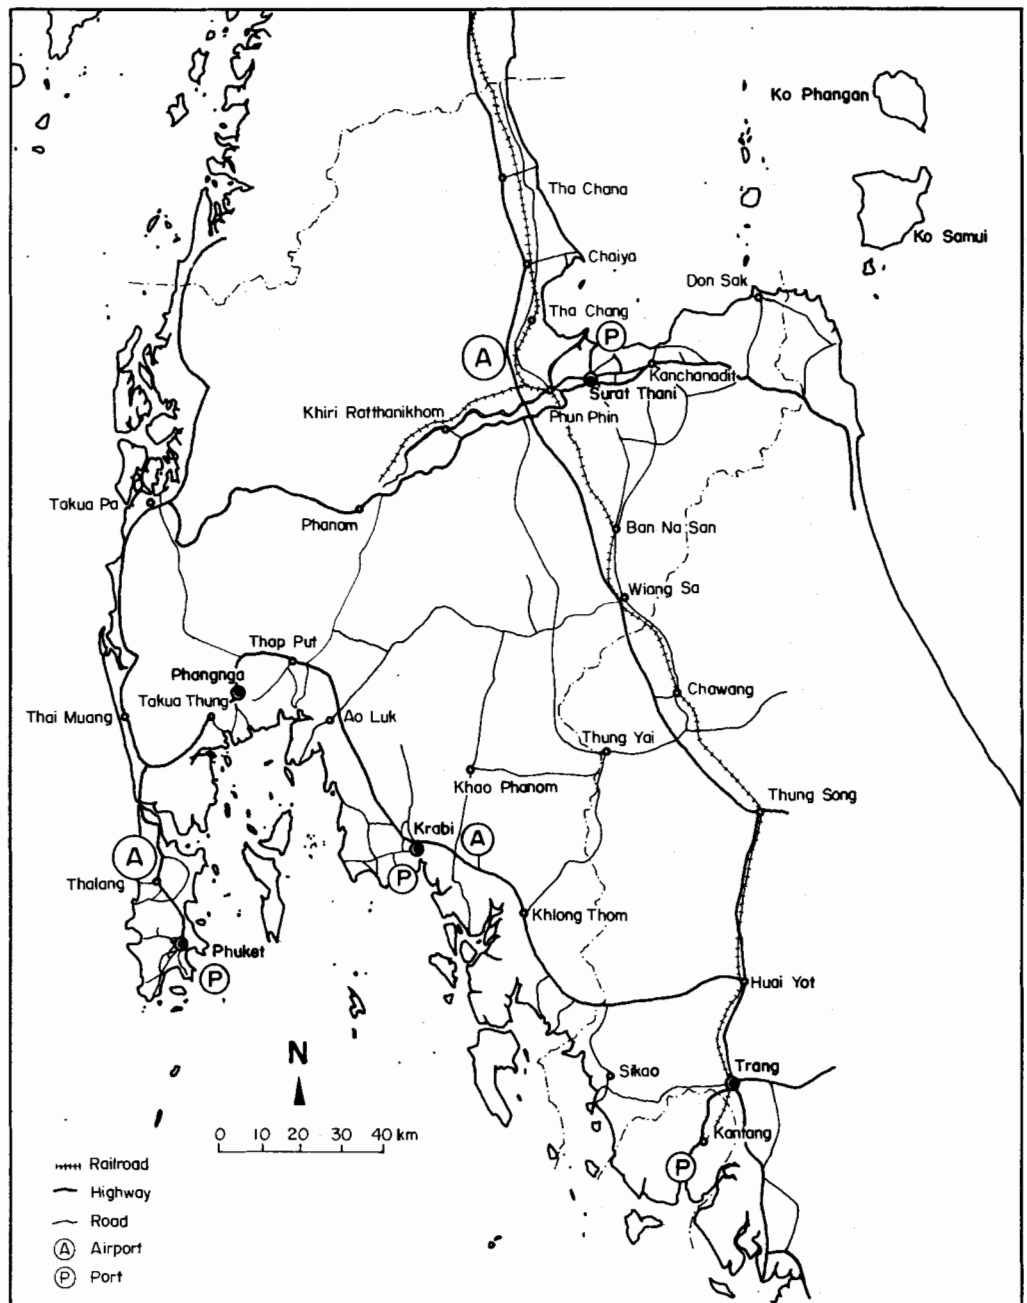 Ko Phangan
Tha Chana
Ko Samui
Chaiya
Don Sak
Tha Chang
P
A
Kanchanadit
Surat Thani
Khiri Ratthanikhom
Phun Phin
Takua Pa
Phanom
Ban Na San
Wiang Sa
Thap Put
Phangnga
Takua Thung
Chawang
Thai Muang
Ao Luk
Thung Yai
Khao Phanom
Thung Song
Krabi
A
A
P
Thalang
Khlong Thom
Phuket
P
Huai Yot
N
Sikao
Trang
0 10 20 30 40 km
Kantang
P
Railroad
Highway
Road
A Airport
P Port